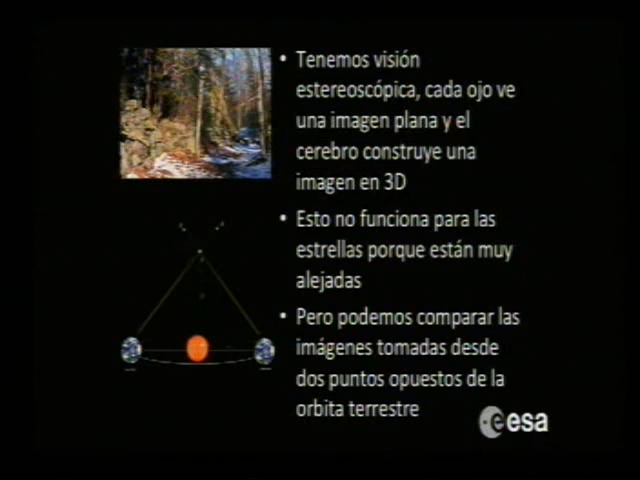 • Tenemos visión
estereoscópica, cada ojo ve
una imagen plana y el
cerebro construye una
imagen en 3D
• Esto no funciona para las
estrellas porque están muy
alejadas
• Pero podemos comparar las
imágenes tomadas desde
dos puntos opuestos de la
orbita terrestre
esa